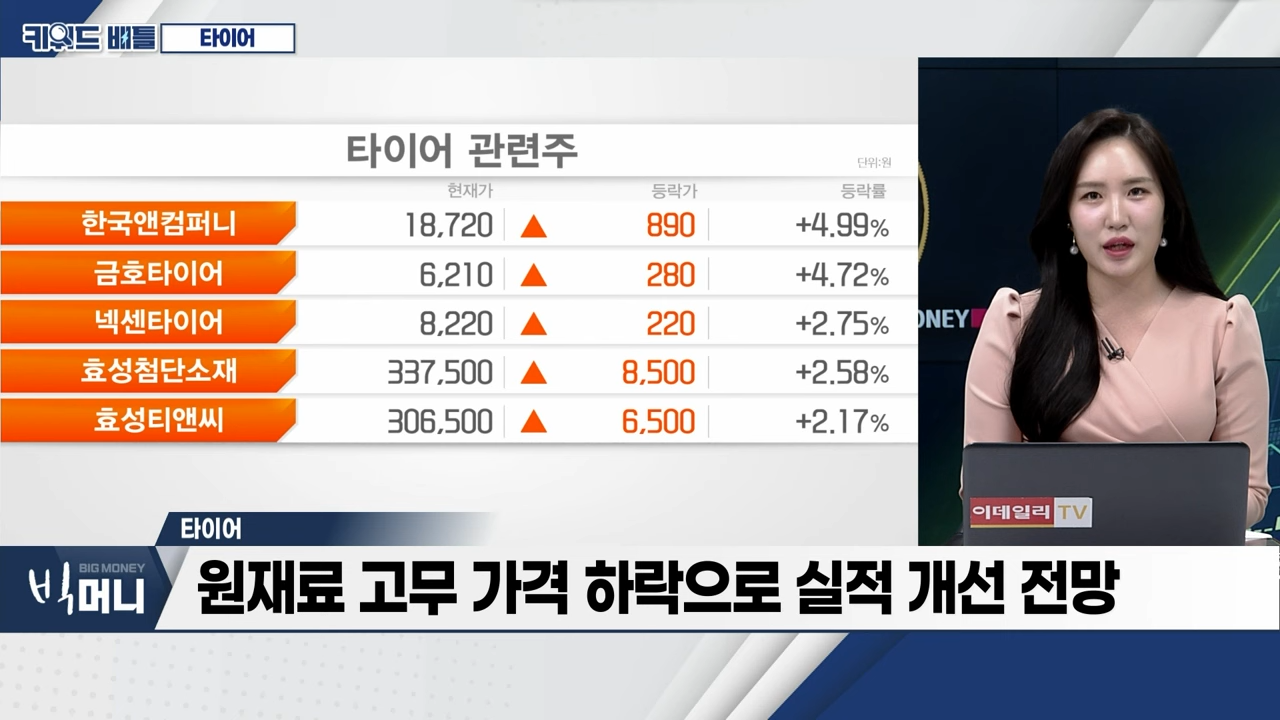 키워드 배틀 타이어
타이어 관련주
단위:원
현재가 등락가 등락률
한국앤컴퍼니 18,720 ▲ 890 +4.99%
금호타이어 6,210 ▲ 280 +4.72%
넥센타이어 8,220 ▲ 220 +2.75%
효성첨단소재 337,500 ▲ 8,500 +2.58%
효성티앤씨 306,500 ▲ 6,500 +2.17%
ONEY
이데일리 TV
타이어
BIG MONEY
빅머니
원재료 고무 가격 하락으로 실적 개선 전망